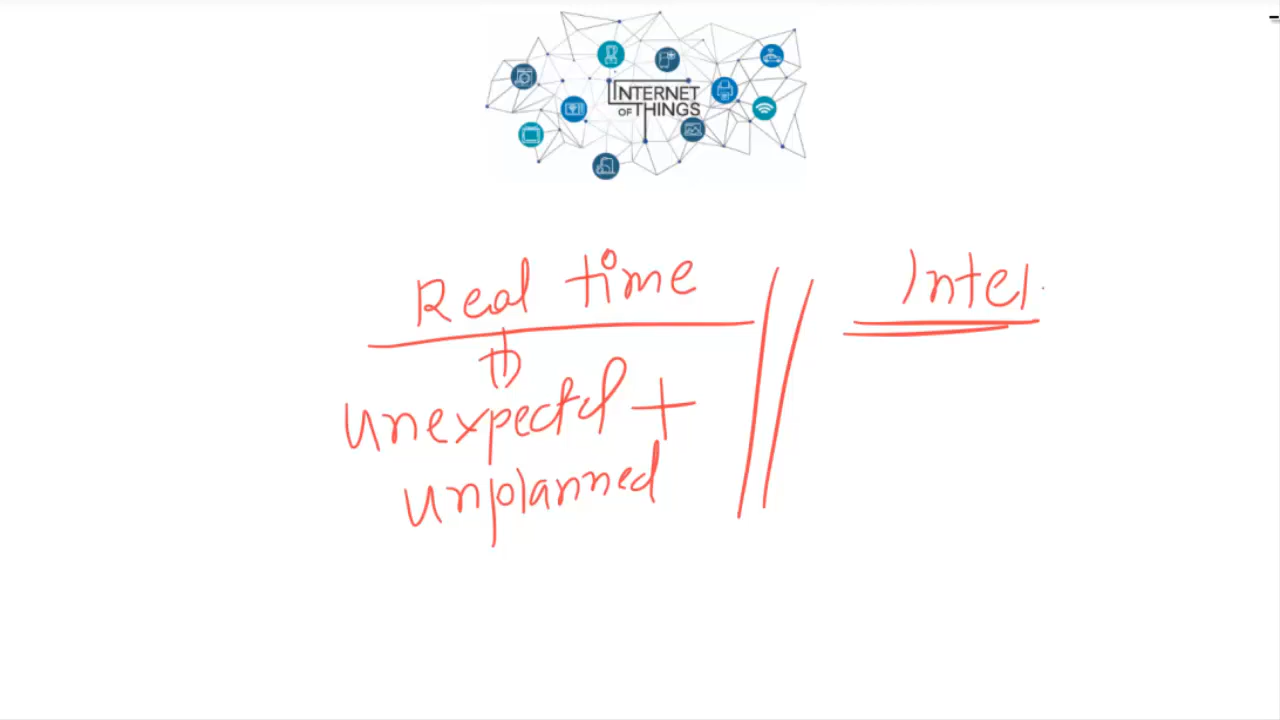 INTERNET
OF THINGS
Real time
Intel.
unexpected +
unplanned